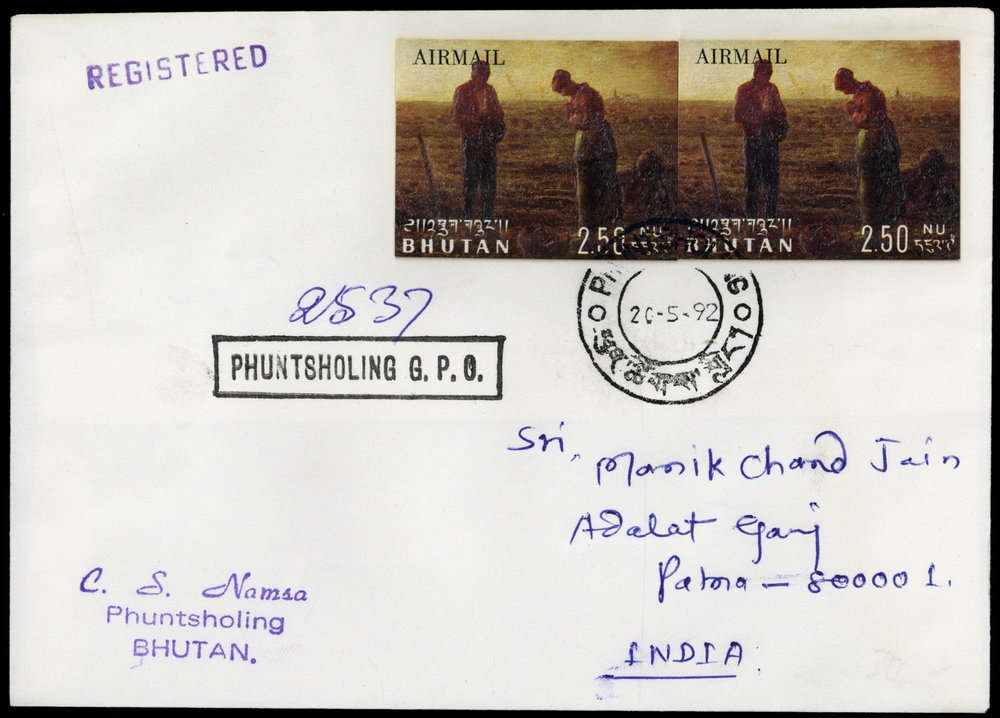 REGISTERED
AIRMAIL
BHUTAN
2.50 NU
AIRMAIL
BHUTAN
2.50 NU
2537
PHUNTSHOLING G. P. O.
20-5-92
Sri, Manik Chand Jain
Adalat Ganj
Patna - 800001.
INDIA
C. S. Namsa
Phuntsholing
BHUTAN.